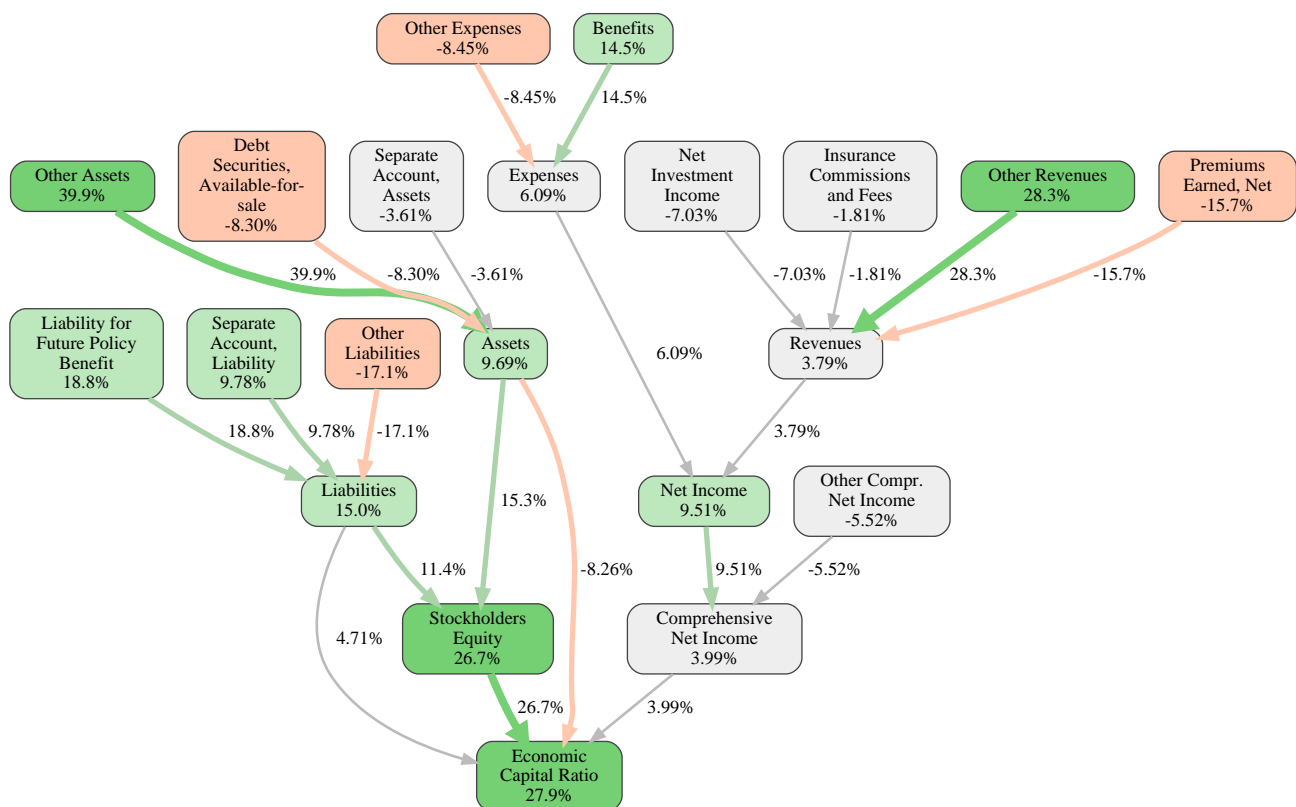 Other Expenses
-8.45%
Benefits
14.5%
-8.45%
14.5%
Other Assets
39.9%
Debt
Securities,
Available-for-
sale
-8.30%
Separate
Account,
Assets
-3.61%
Expenses
6.09%
Net
Investment
Income
-7.03%
Insurance
Commissions
and Fees
-1.81%
Other Revenues
28.3%
Premiums
Earned, Net
-15.7%
39.9%
-8.30%
-3.61%
-7.03%
-1.81%
28.3%
-15.7%
Liability for
Future Policy
Benefit
18.8%
Separate
Account,
Liability
9.78%
Other
Liabilities
-17.1%
Assets
9.69%
6.09%
Revenues
3.79%
18.8%
9.78%
-17.1%
3.79%
Liabilities
15.0%
15.3%
Net Income
9.51%
Other Compr.
Net Income
-5.52%
11.4%
-8.26%
9.51%
-5.52%
4.71%
Stockholders
Equity
26.7%
Comprehensive
Net Income
3.99%
26.7%
3.99%
Economic
Capital Ratio
27.9%